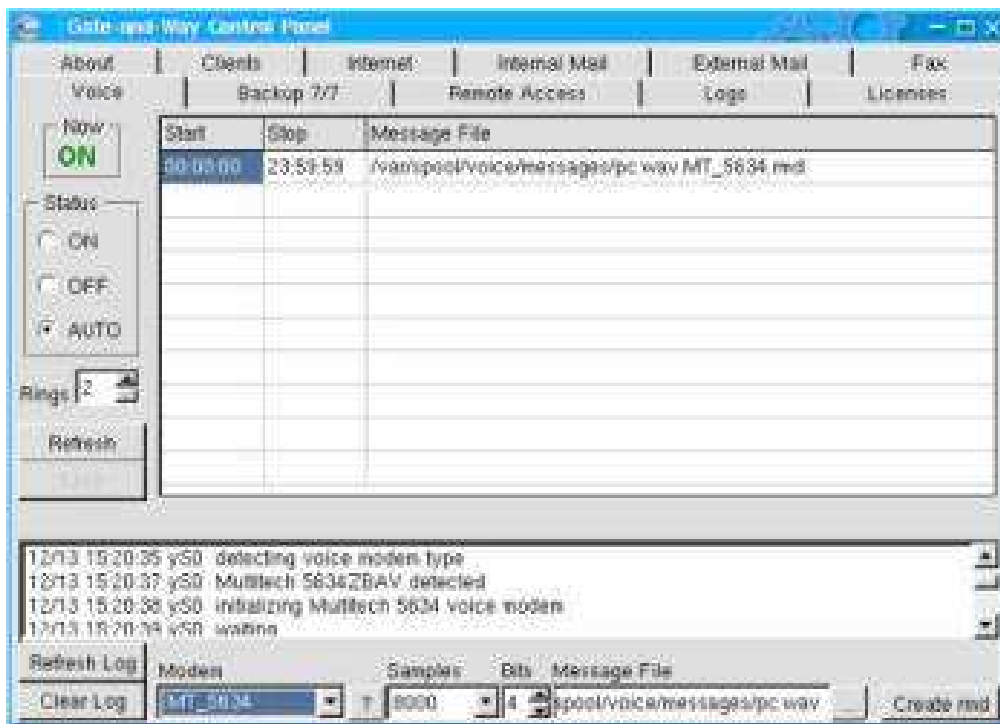 Gate-and-Way Control Panel
About Clients Internet Internal Mail External Mail Fax
Voice Backup 7/7 Remote Access Logs Licenses
Now
ON
Start Stop Message File
00:00:00 23:59:59 /var/spool/voice/messages/pc.wav.MT_5634.rmd
Status
ON
OFF
AUTO
Rings 2
Refresh
12/13 15:20:35 yS0 detecting voice modem type
12/13 15:20:37 yS0 Multitech 5634ZBAV detected
12/13 15:20:38 yS0 initializing Multitech 5634 voice modem
12/13 15:20:39 yS0 waiting
Refresh Log
Clear Log
Modem Samples Bits Message File
MT_5634 ? 8000 4 spool/voice/messages/pc.wav ... Create rmd